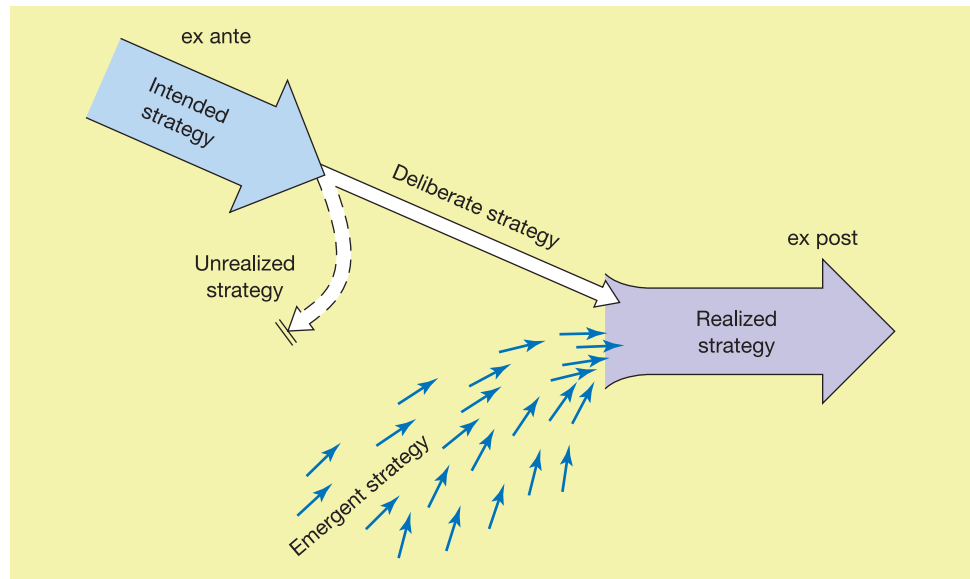 ex ante
Intended
strategy
Deliberate strategy
Unrealized
strategy
ex post
Realized
strategy
Emergent strategy